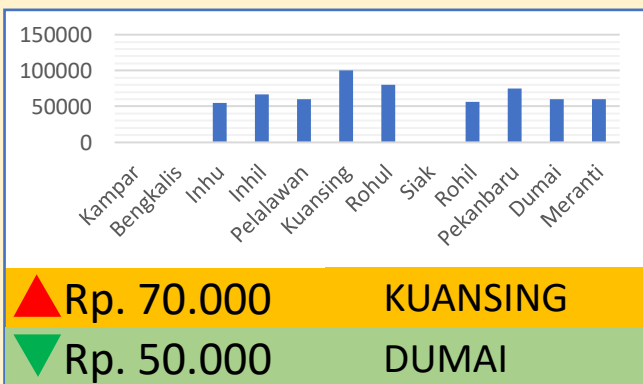 150000
100000
50000
0
Kampar
Bengkalis
Inhu
Inhil
Pelalawan
Kuansing
Rohul
Siak
Rohil
Pekanbaru
Dumai
Meranti
Rp. 70.000 KUANSING
Rp. 50.000 DUMAI